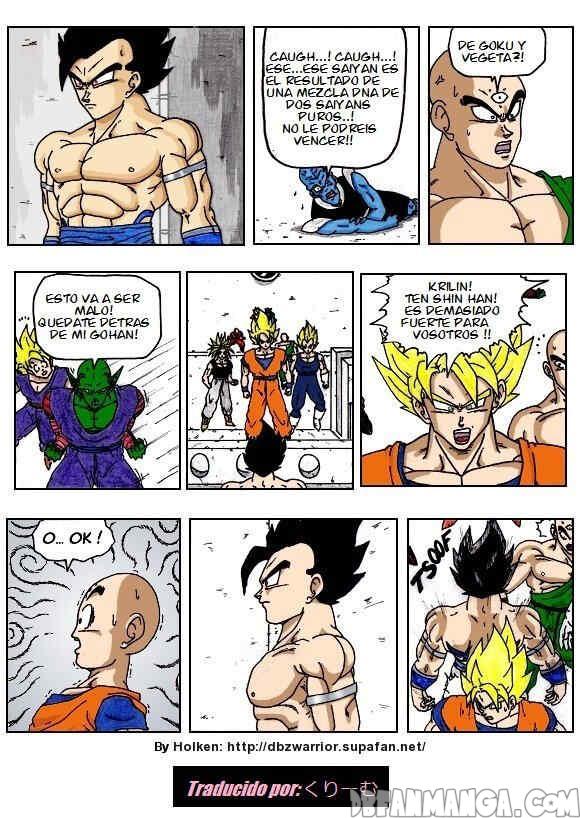 CAUGH...! CAUGH...!
ESE...ESE SAIYAN ES
EL RESULTADO DE
UNA MEZCLA DNA DE
DOS SAIYANS
PUROS..!
NO LE PODREIS
VENCER!!
DE GOKU Y
VEGETA?!
ESTO VA A SER
MALO!
QUEDATE DETRAS
DE MI GOHAN!
KRILIN!
TEN SHIN HAN!
ES DEMASIADO
FUERTE PARA
VOSOTROS !!
O... OK !
TSOOF
By Holken: http://dbzwarrior.supafan.net/
Traducido por: くりーむ
DBFANMANGA.COM